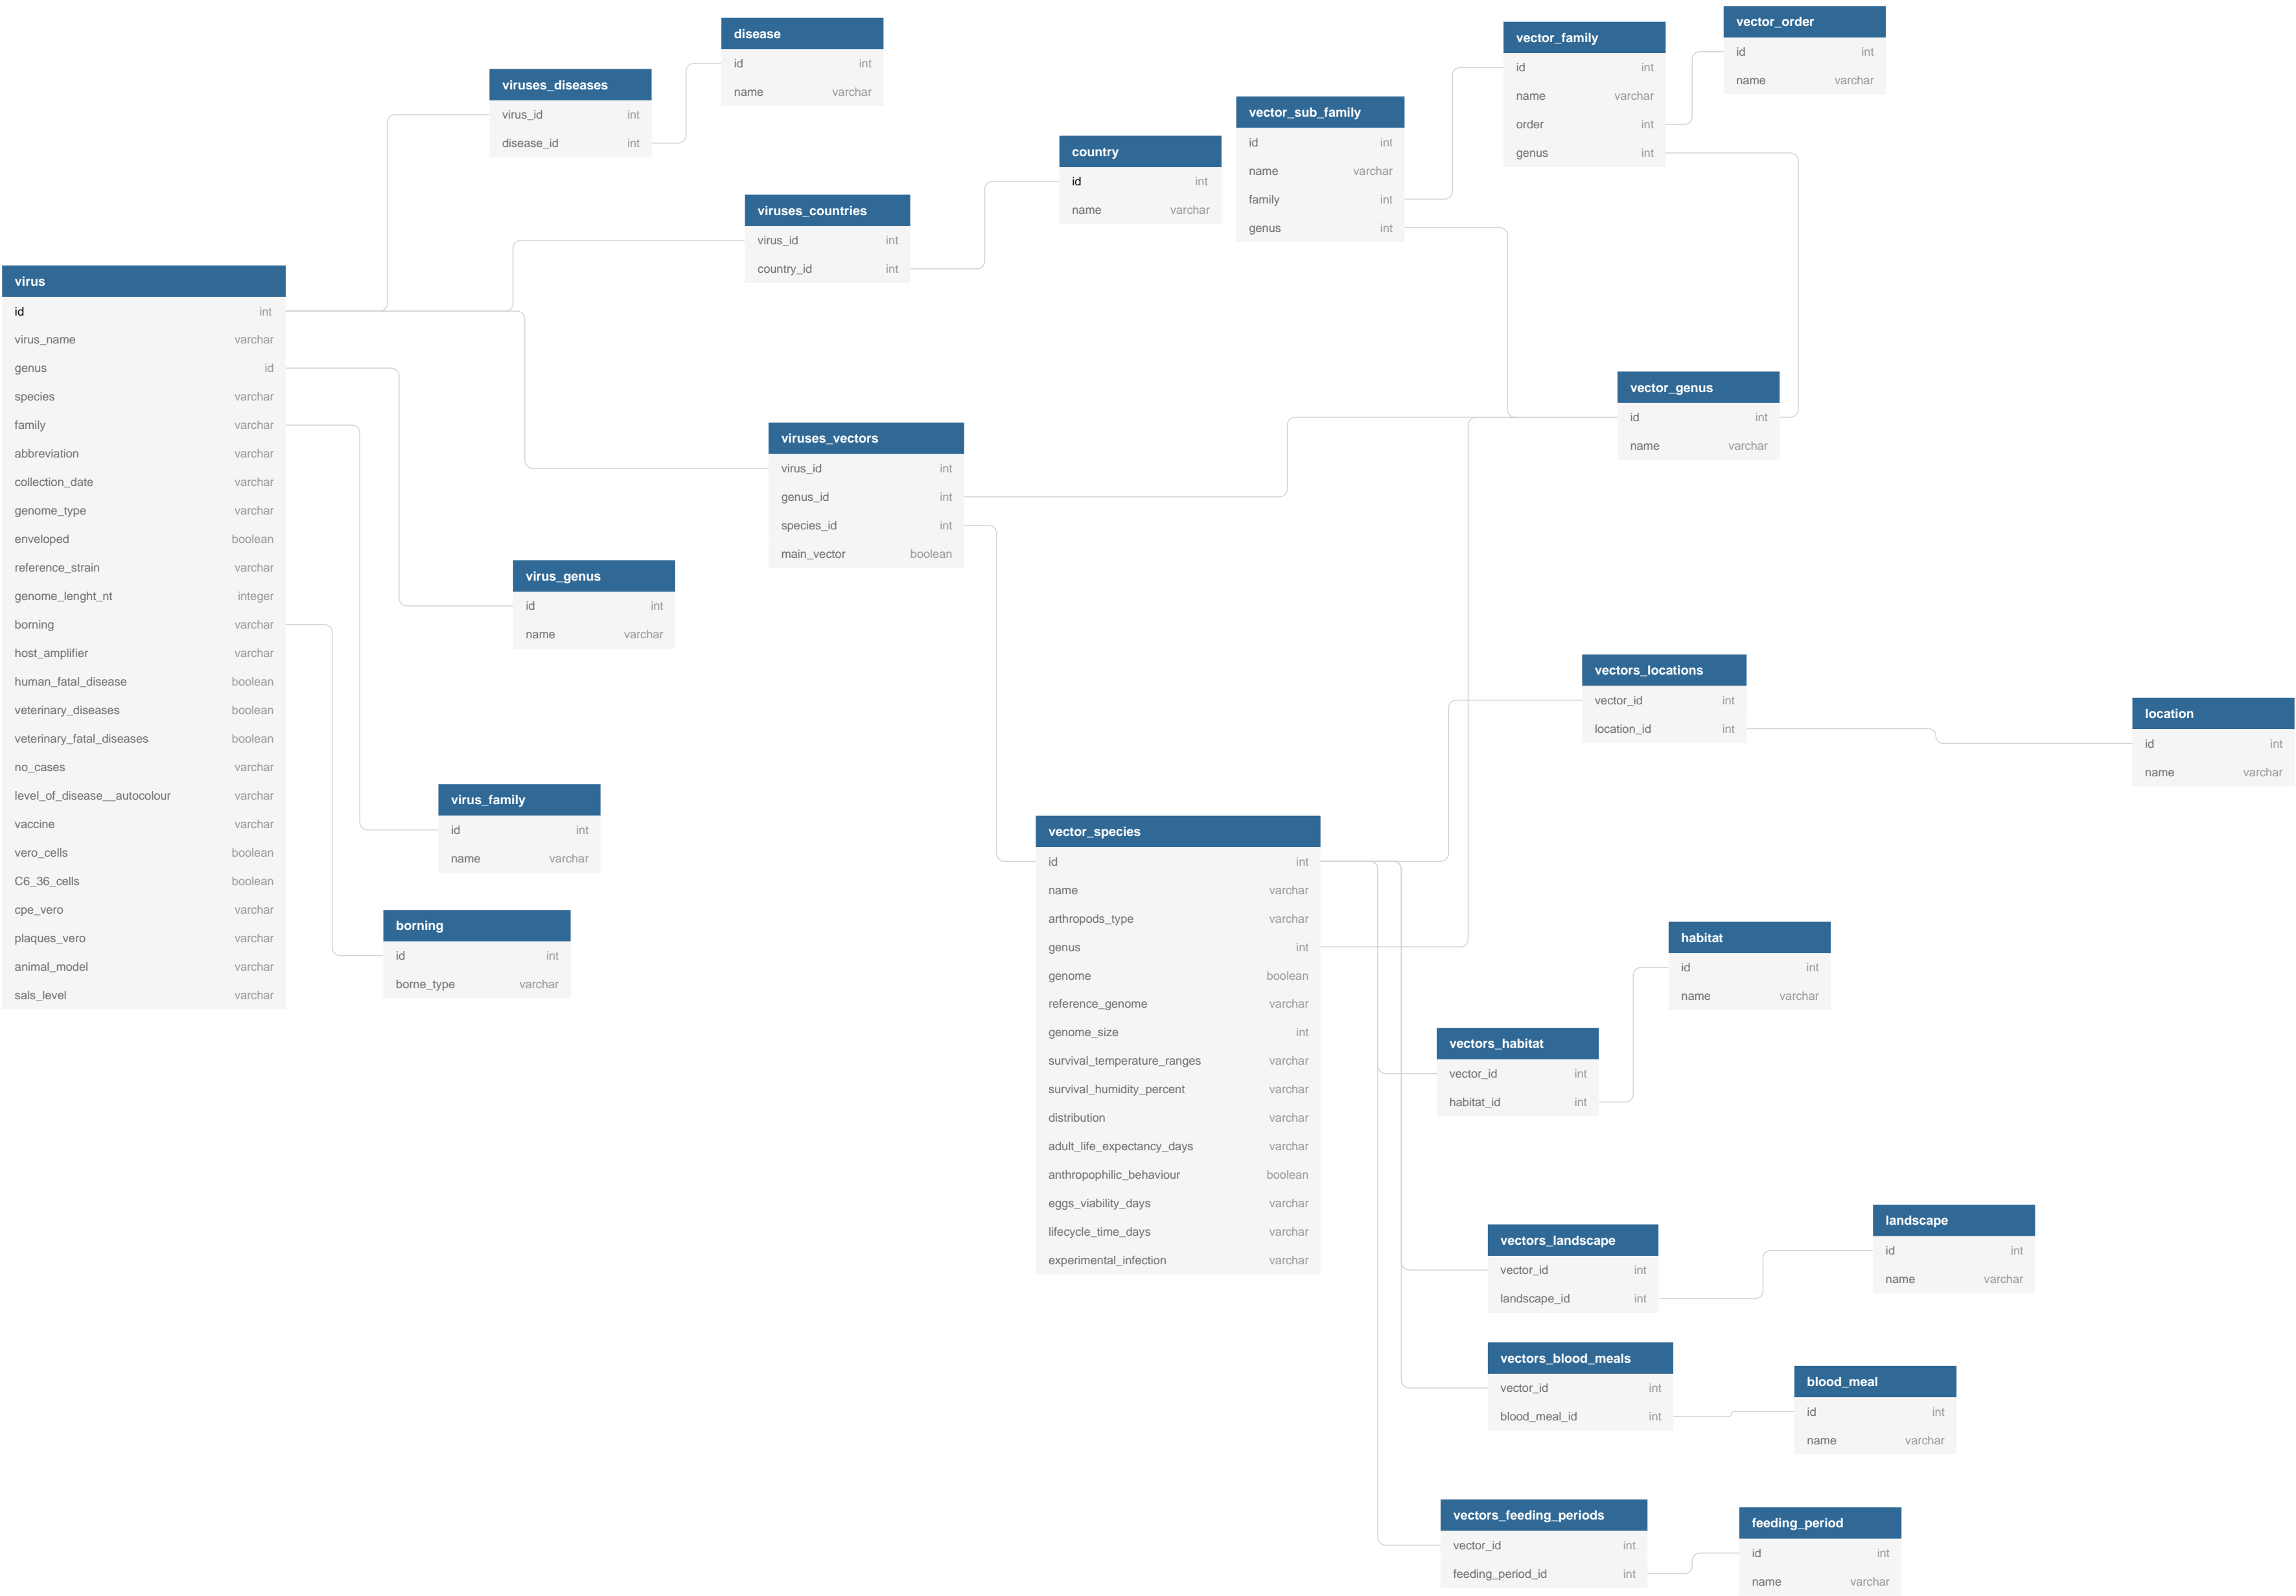 disease
id int
name varchar
viruses_diseases
virus_id int
disease_id int
country
id int
name varchar
viruses_countries
virus_id int
country_id int
vector_sub_family
id int
name varchar
family int
genus int
vector_family
id int
name varchar
order int
genus int
vector_order
id int
name varchar
virus
id int
virus_name varchar
genus id
species varchar
family varchar
abbreviation varchar
collection_date varchar
genome_type varchar
enveloped boolean
reference_strain varchar
genome_lenght_nt integer
borning varchar
host_amplifier varchar
human_fatal_disease boolean
veterinary_diseases boolean
veterinary_fatal_diseases boolean
no_cases varchar
level_of_disease__autocolour varchar
vaccine varchar
vero_cells boolean
C6_36_cells boolean
cpe_vero varchar
plaques_vero varchar
animal_model varchar
sals_level varchar
viruses_vectors
virus_id int
genus_id int
species_id int
main_vector boolean
vector_genus
id int
name varchar
virus_genus
id int
name varchar
virus_family
id int
name varchar
borning
id int
borne_type varchar
vectors_locations
vector_id int
location_id int
location
id int
name varchar
vector_species
id int
name varchar
arthropods_type varchar
genus int
genome boolean
reference_genome varchar
genome_size int
survival_temperature_ranges varchar
survival_humidity_percent varchar
distribution varchar
adult_life_expectancy_days varchar
anthropophilic_behaviour boolean
eggs_viability_days varchar
lifecycle_time_days varchar
experimental_infection varchar
habitat
id int
name varchar
vectors_habitat
vector_id int
habitat_id int
landscape
id int
name varchar
vectors_landscape
vector_id int
landscape_id int
vectors_blood_meals
vector_id int
blood_meal_id int
blood_meal
id int
name varchar
vectors_feeding_periods
vector_id int
feeding_period_id int
feeding_period
id int
name varchar